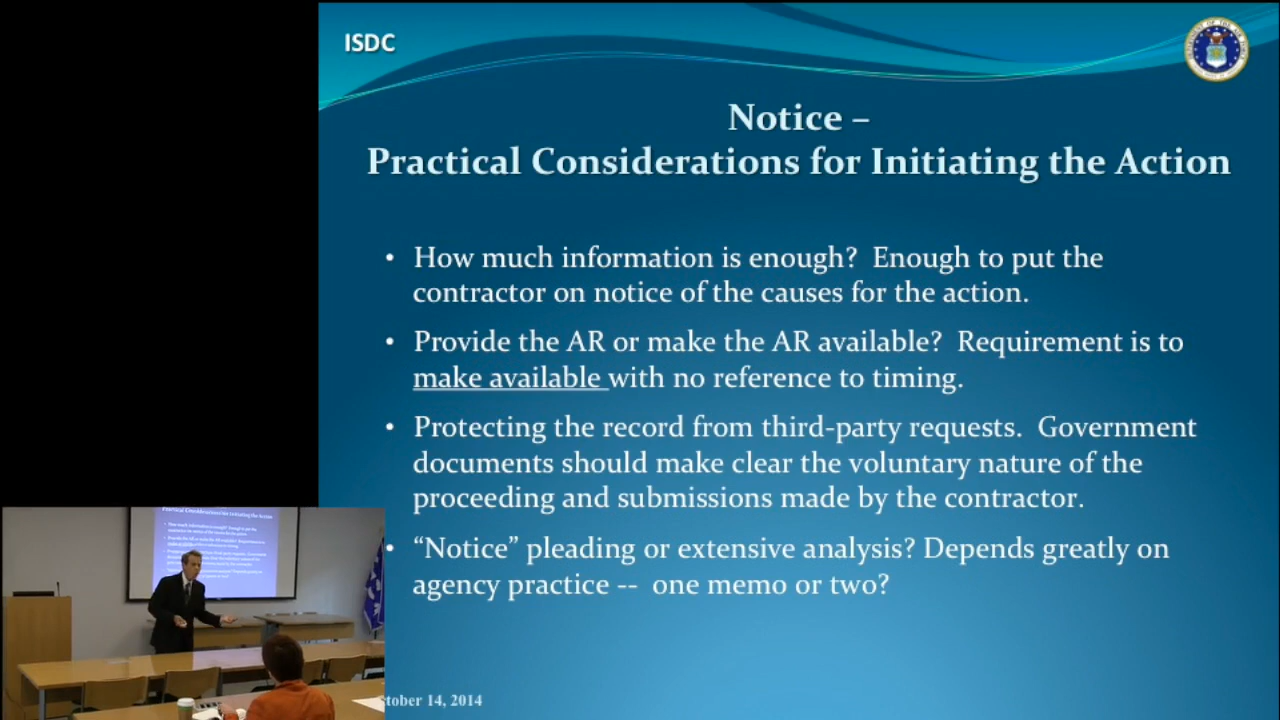 ISDC
Notice –
Practical Considerations for Initiating the Action
• How much information is enough?  Enough to put the
contractor on notice of the causes for the action.
• Provide the AR or make the AR available?  Requirement is to
make available with no reference to timing.
• Protecting the record from third-party requests.  Government
documents should make clear the voluntary nature of the
proceeding and submissions made by the contractor.
• “Notice” pleading or extensive analysis? Depends greatly on
agency practice --  one memo or two?
tober 14, 2014